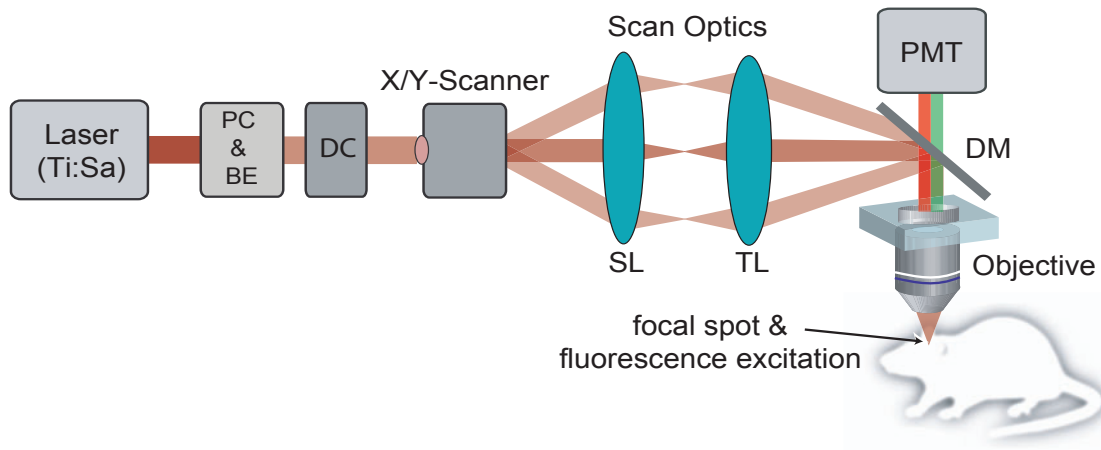 Scan Optics
PMT
X/Y-Scanner
Laser
(Ti:Sa)
PC
&
BE
DC
DM
SL
TL
Objective
focal spot &
fluorescence excitation